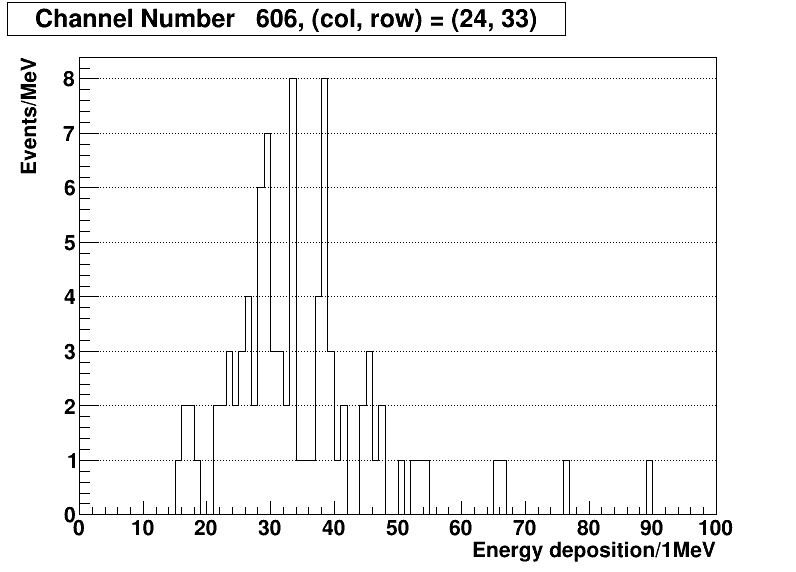 Channel Number 606, (col, row) = (24, 33)
Events/MeV
8
7
6
5
4
3
2
1
0
0 10 20 30 40 50 60 70 80 90 100
Energy deposition/1MeV